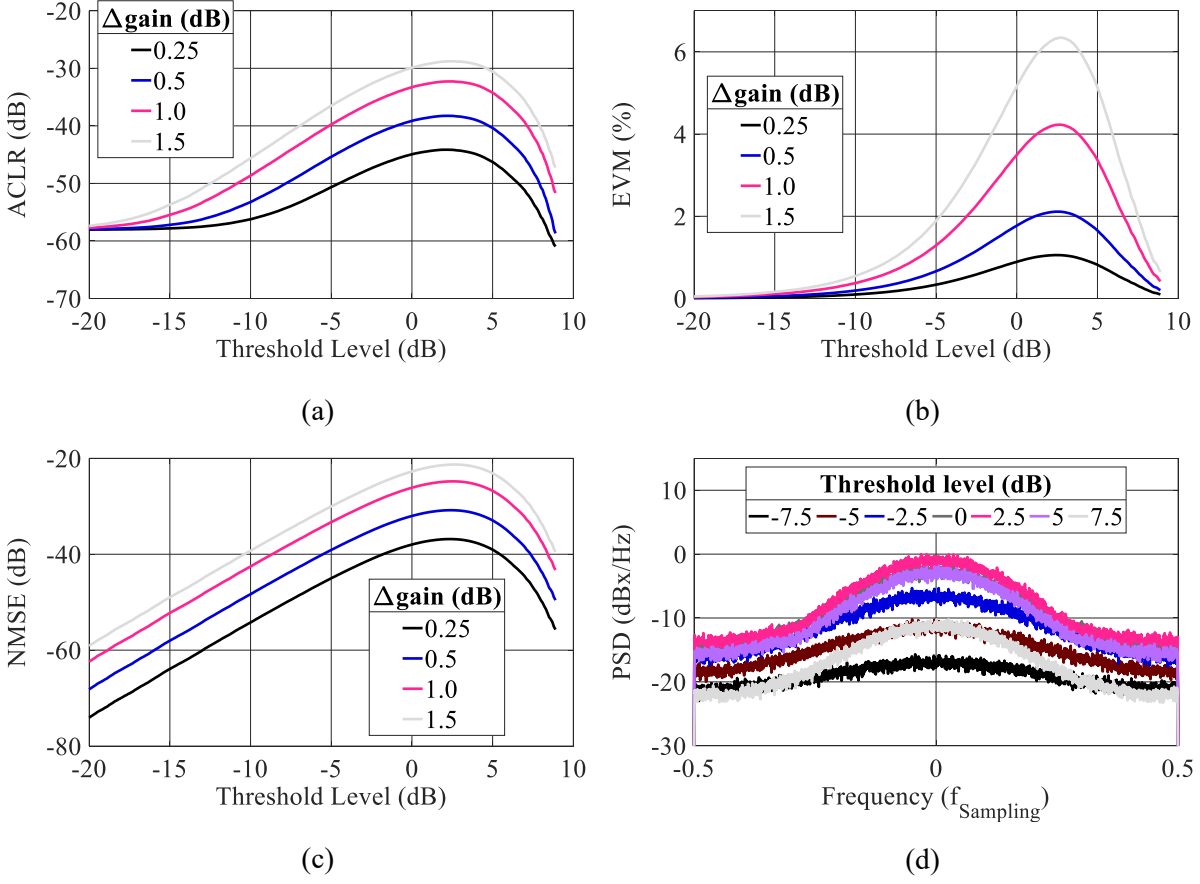 -20
-30
-40
-50
-60
-70
ACLR (dB)
Δgain (dB)
0.25
0.5
1.0
1.5
-20 -15 -10 -5 0 5 10
Threshold Level (dB)
(a)
6
4
2
0
EVM (%)
Δgain (dB)
0.25
0.5
1.0
1.5
-20 -15 -10 -5 0 5 10
Threshold Level (dB)
(b)
-20
-40
-60
-80
NMSE (dB)
Δgain (dB)
0.25
0.5
1.0
1.5
-20 -15 -10 -5 0 5 10
Threshold Level (dB)
(c)
10
0
-10
-20
-30
PSD (dBx/Hz)
Threshold level (dB)
-7.5 -5 -2.5 0 2.5 5 7.5
-0.5 0 0.5
Frequency (f_Sampling)
(d)